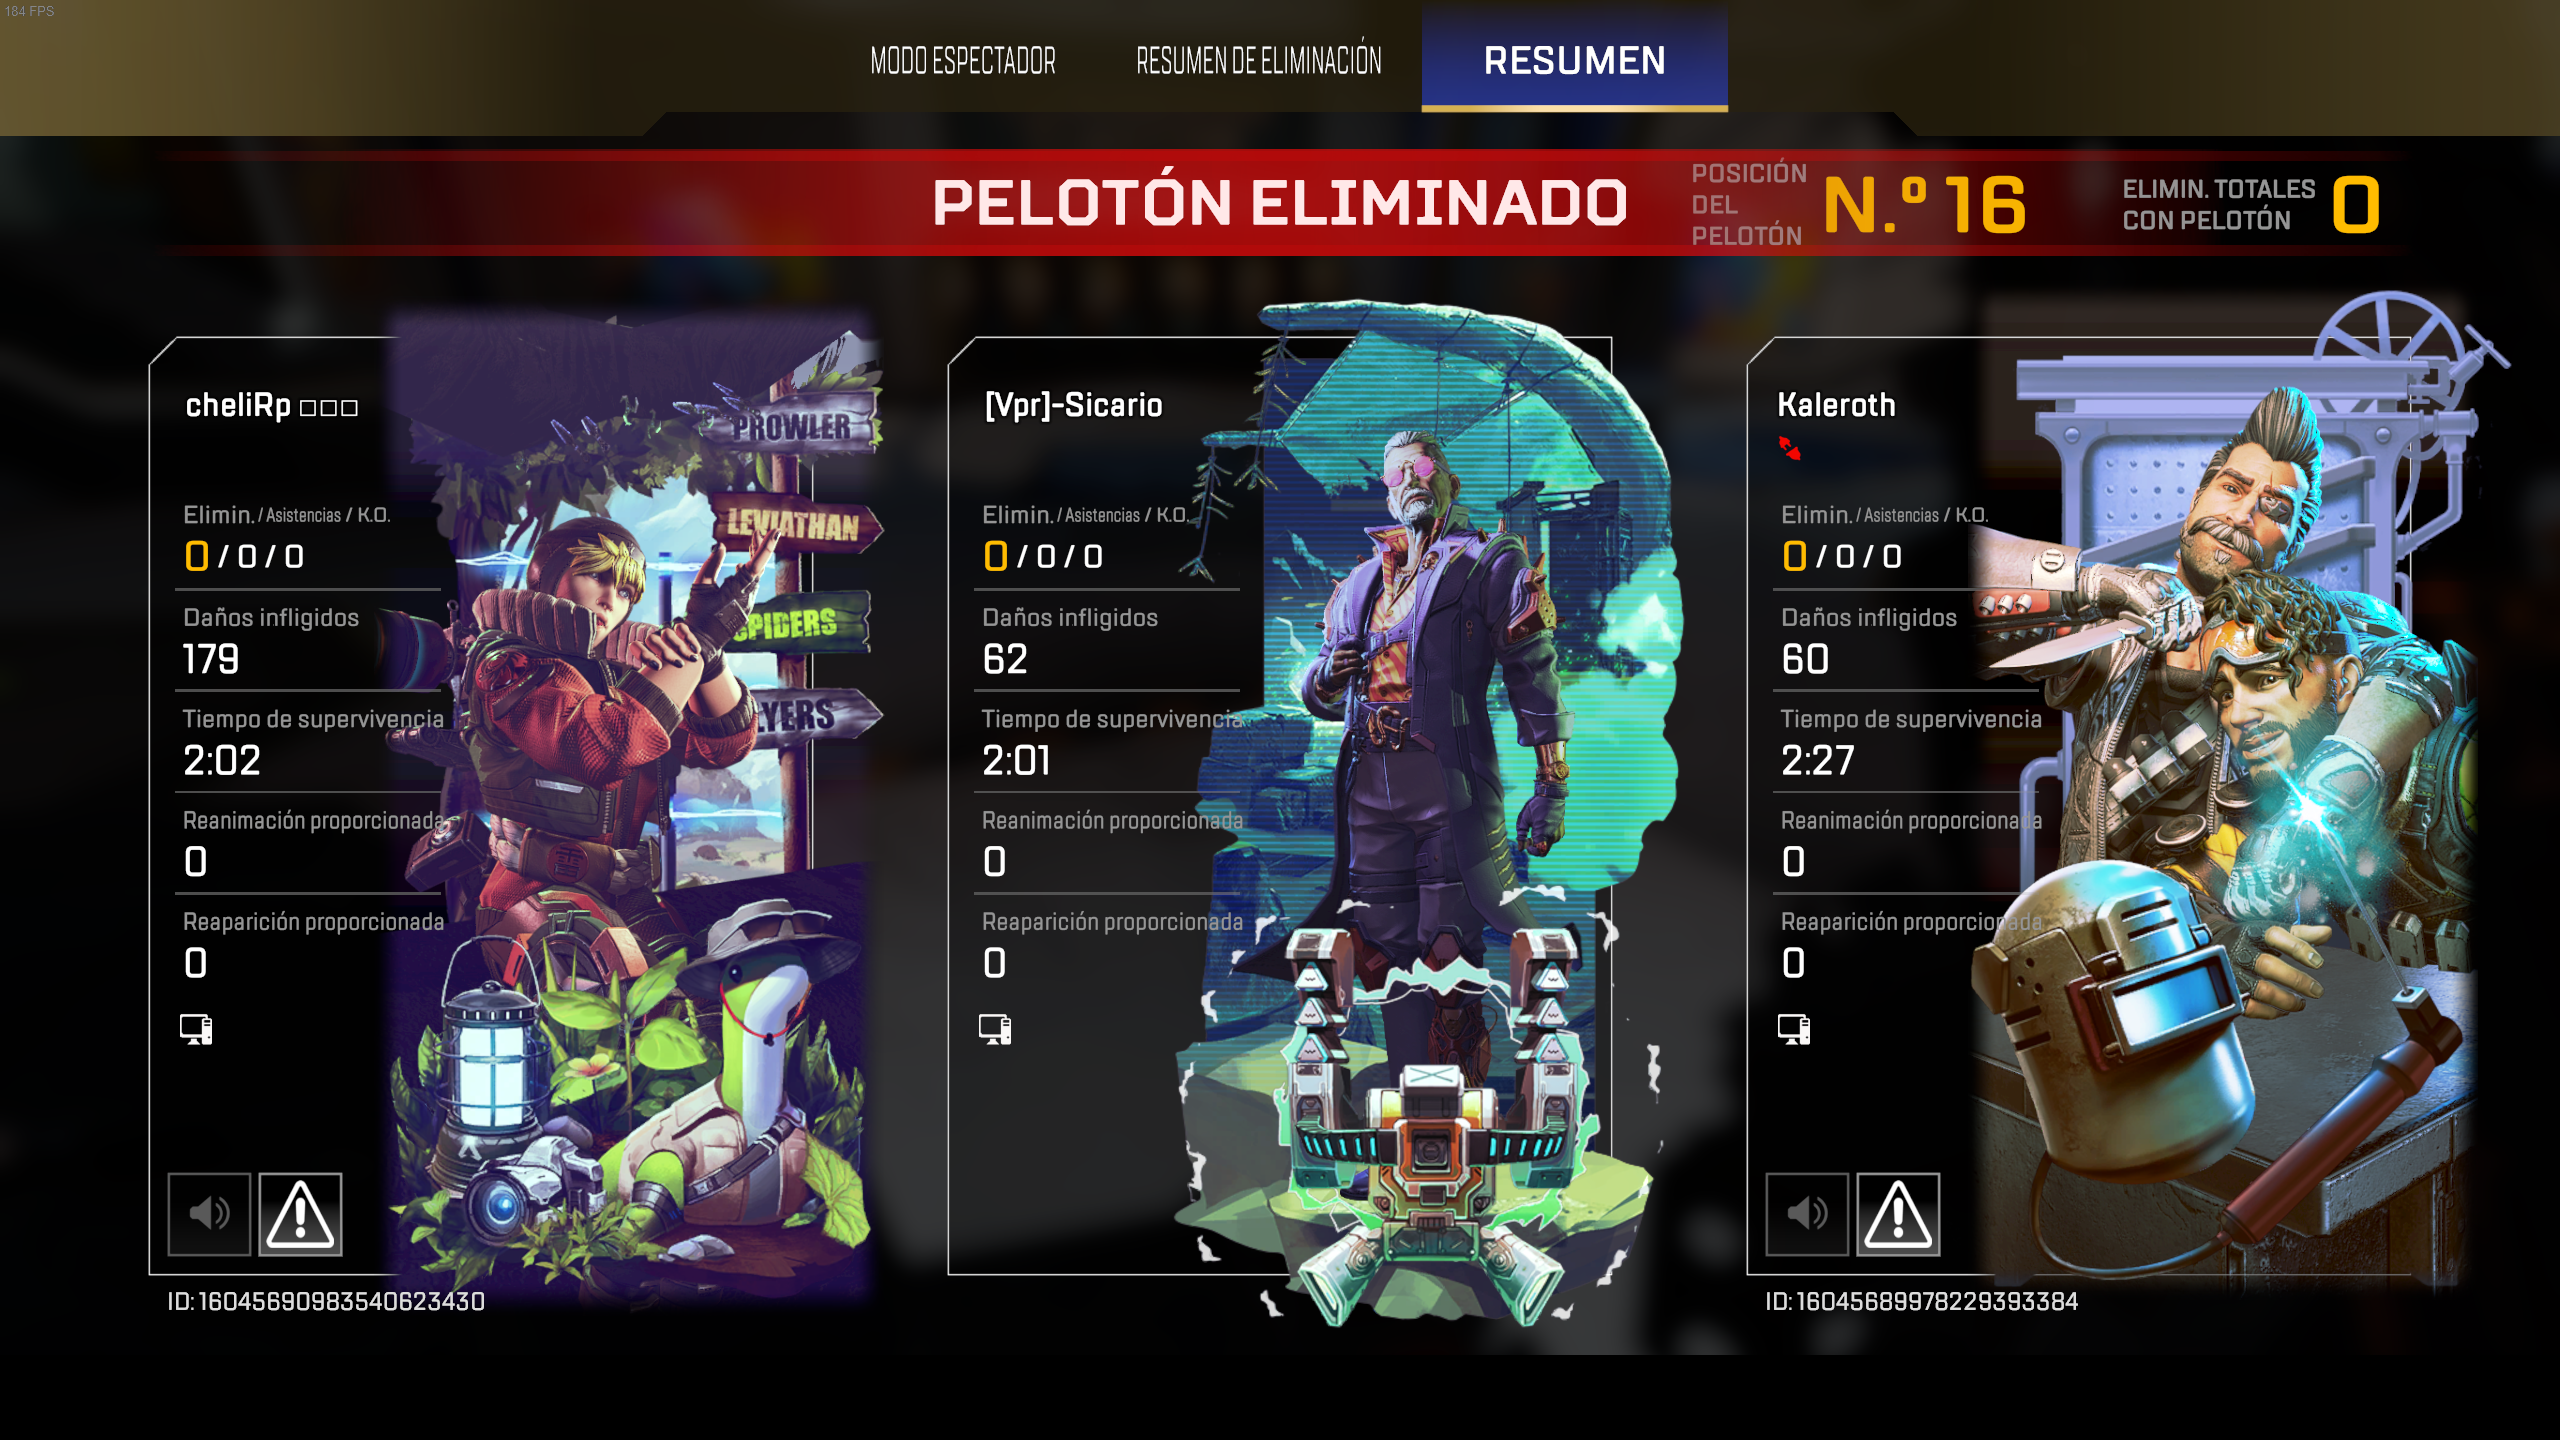 184 FPS
MODO ESPECTADOR
RESUMEN DE ELIMINACIÓN
RESUMEN
PELOTÓN ELIMINADO
POSICIÓN
DEL
PELOTÓN
N.º 16
ELIMIN. TOTALES
CON PELOTÓN
0
cheliRp □□□
Elimin. / Asistencias / K.O.
0 / 0 / 0
Daños infligidos
179
Tiempo de supervivencia
2:02
Reanimación proporcionada
0
Reaparición proporcionada
0
ID: 16045690983540623430
PROWLER
LEVIATHAN
SPIDERS
[Vpr]-Sicario
Elimin. / Asistencias / K.O.
0 / 0 / 0
Daños infligidos
62
Tiempo de supervivencia
2:01
Reanimación proporcionada
0
Reaparición proporcionada
0
Kaleroth
Elimin. / Asistencias / K.O.
0 / 0 / 0
Daños infligidos
60
Tiempo de supervivencia
2:27
Reanimación proporcionada
0
Reaparición proporcionada
0
ID: 16045689978229393384